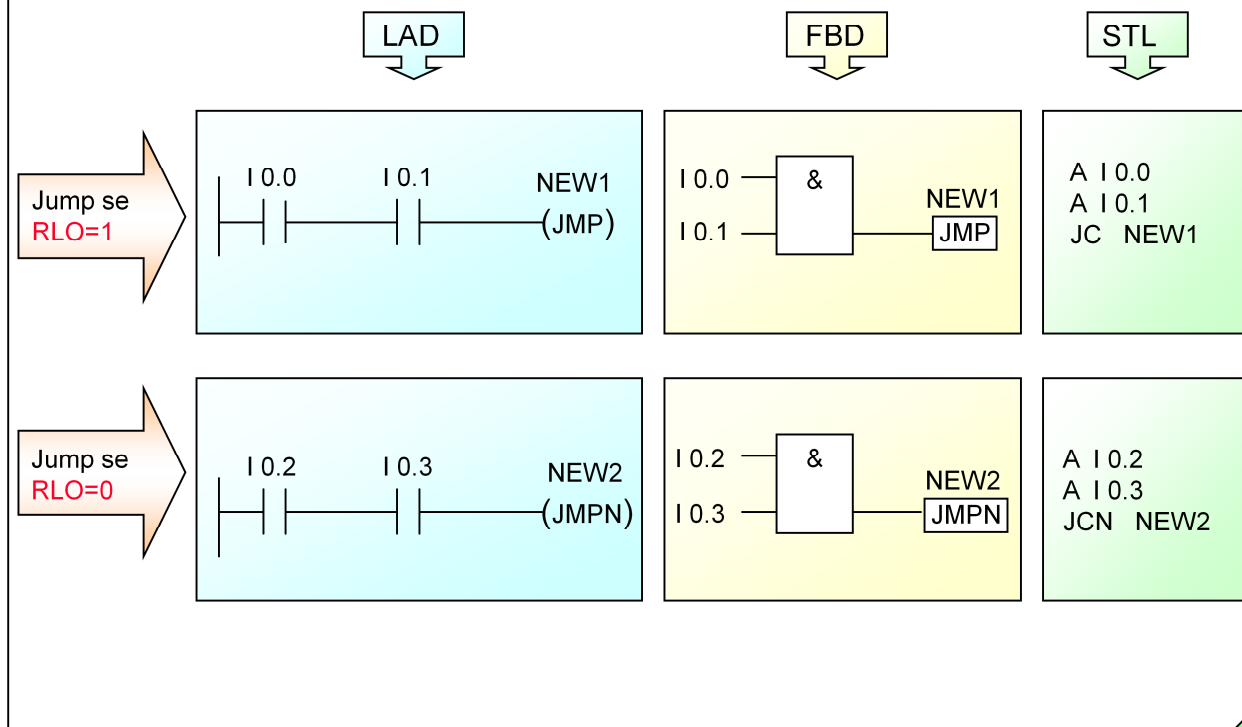 LAD
FBD
STL
Jump se
RLO=1
I 0.0
I 0.1
NEW1
(JMP)
I 0.0
&
I 0.1
NEW1
JMP
A I 0.0
A I 0.1
JC NEW1
Jump se
RLO=0
I 0.2
I 0.3
NEW2
(JMPN)
I 0.2
&
I 0.3
NEW2
JMPN
A I 0.2
A I 0.3
JCN NEW2